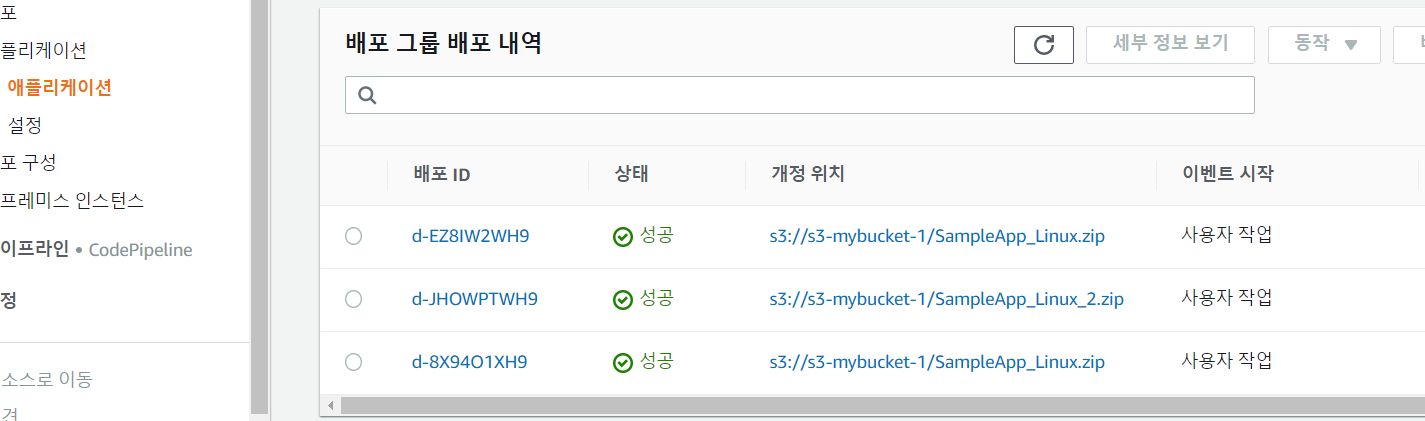 포
플리케이션
애플리케이션
설정
포 구성
프레미스 인스턴스
이프라인 • CodePipeline
정
소스로 이동
견
배포 그룹 배포 내역
세부 정보 보기
동작
배포 ID
상태
개정 위치
이벤트 시작
d-EZ8IW2WH9
성공
s3://s3-mybucket-1/SampleApp_Linux.zip
사용자 작업
d-JHOWPTWH9
성공
s3://s3-mybucket-1/SampleApp_Linux_2.zip
사용자 작업
d-8X94O1XH9
성공
s3://s3-mybucket-1/SampleApp_Linux.zip
사용자 작업